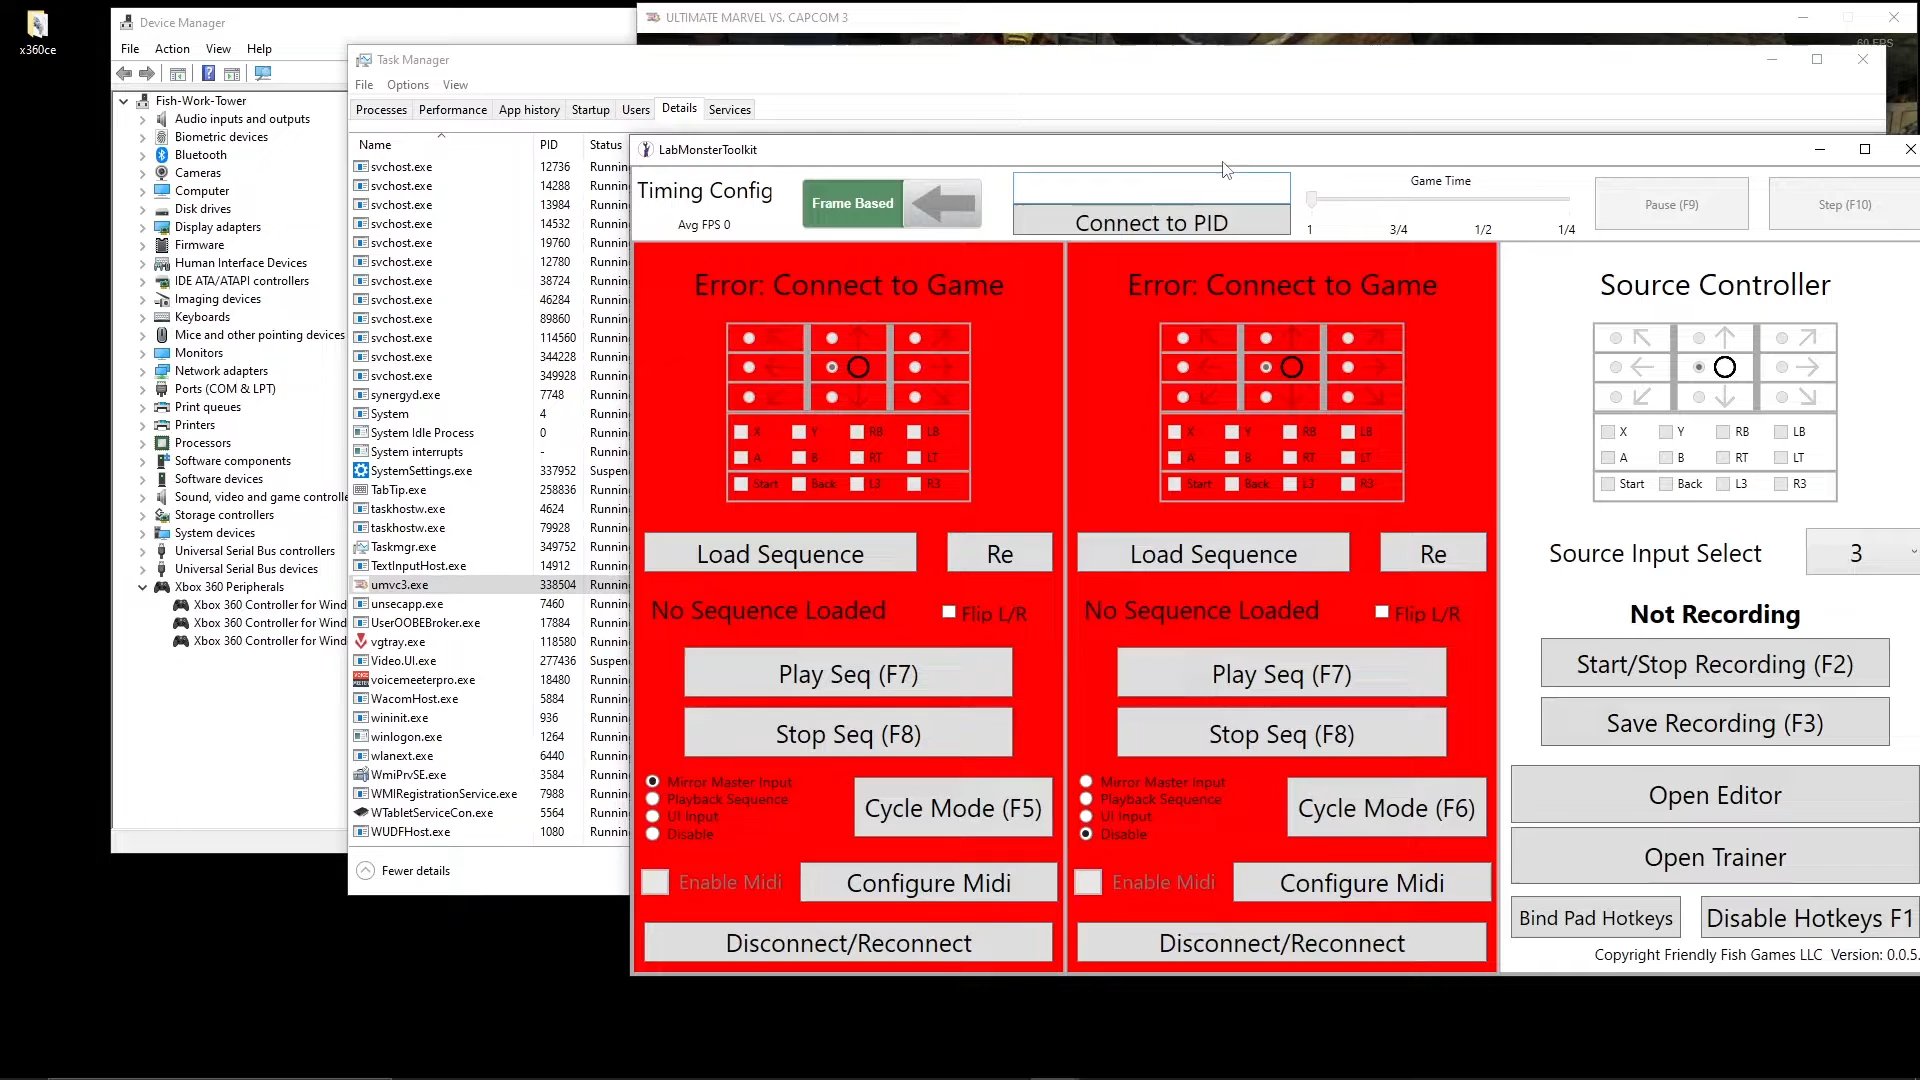 x360ce
Device Manager
File Action View Help
Fish-Work-Tower
Audio inputs and outputs
Biometric devices
Bluetooth
Cameras
Computer
Disk drives
Display adapters
Firmware
Human Interface Devices
IDE ATA/ATAPI controllers
Imaging devices
Keyboards
Mice and other pointing devices
Monitors
Network adapters
Ports (COM & LPT)
Print queues
Printers
Processors
Software components
Software devices
Sound, video and game controlle
Storage controllers
System devices
Universal Serial Bus controllers
Universal Serial Bus devices
Xbox 360 Peripherals
Xbox 360 Controller for Wind
Xbox 360 Controller for Wind
Xbox 360 Controller for Wind
ULTIMATE MARVEL VS. CAPCOM 3
60 FPS
Task Manager
File Options View
Processes Performance App history Startup Users Details Services
Name PID Status
svchost.exe 12736 Runnin
svchost.exe 14288 Runnin
svchost.exe 13984 Runnin
svchost.exe 14532 Runnin
svchost.exe 19760 Runnin
svchost.exe 12780 Runnin
svchost.exe 38724 Runnin
svchost.exe 46284 Runnin
svchost.exe 89860 Runnin
svchost.exe 114560 Runnin
svchost.exe 344228 Runnin
svchost.exe 349928 Runnin
synergyd.exe 7748 Runnin
System 4 Runnin
System Idle Process 0 Runnin
System interrupts - Runnin
SystemSettings.exe 337952 Suspen
TabTip.exe 258836 Runnin
taskhostw.exe 4624 Runnin
taskhostw.exe 79928 Runnin
Taskmgr.exe 349752 Runnin
TextInputHost.exe 14912 Runnin
umvc3.exe 338504 Runnin
unsecapp.exe 7460 Runnin
UserOOBEBroker.exe 17884 Runnin
vgtray.exe 118580 Runnin
Video.UI.exe 277436 Suspen
voicemeeterpro.exe 18480 Runnin
WacomHost.exe 5884 Runnin
wininit.exe 936 Runnin
winlogon.exe 1264 Runnin
wlanext.exe 6440 Runnin
WmiPrvSE.exe 3584 Runnin
WMIRegistrationService.exe 7988 Runnin
WTabletServiceCon.exe 5564 Runnin
WUDFHost.exe 1080 Runnin
Fewer details
LabMonsterToolkit
Timing Config
Avg FPS 0
Frame Based
Connect to PID
Game Time
1 3/4 1/2 1/4
Pause (F9)
Step (F10)
Error: Connect to Game
X Y RB LB
A B RT LT
Start Back L3 R3
Load Sequence Re
No Sequence Loaded Flip L/R
Play Seq (F7)
Stop Seq (F8)
Mirror Master Input
Playback Sequence
UI Input
Disable
Cycle Mode (F5)
Enable Midi Configure Midi
Disconnect/Reconnect
Error: Connect to Game
X Y RB LB
A B RT LT
Start Back L3 R3
Load Sequence Re
No Sequence Loaded Flip L/R
Play Seq (F7)
Stop Seq (F8)
Mirror Master Input
Playback Sequence
UI Input
Disable
Cycle Mode (F6)
Enable Midi Configure Midi
Disconnect/Reconnect
Source Controller
X Y RB LB
A B RT LT
Start Back L3 R3
Source Input Select 3
Not Recording
Start/Stop Recording (F2)
Save Recording (F3)
Open Editor
Open Trainer
Bind Pad Hotkeys Disable Hotkeys F1
Copyright Friendly Fish Games LLC Version: 0.0.5.